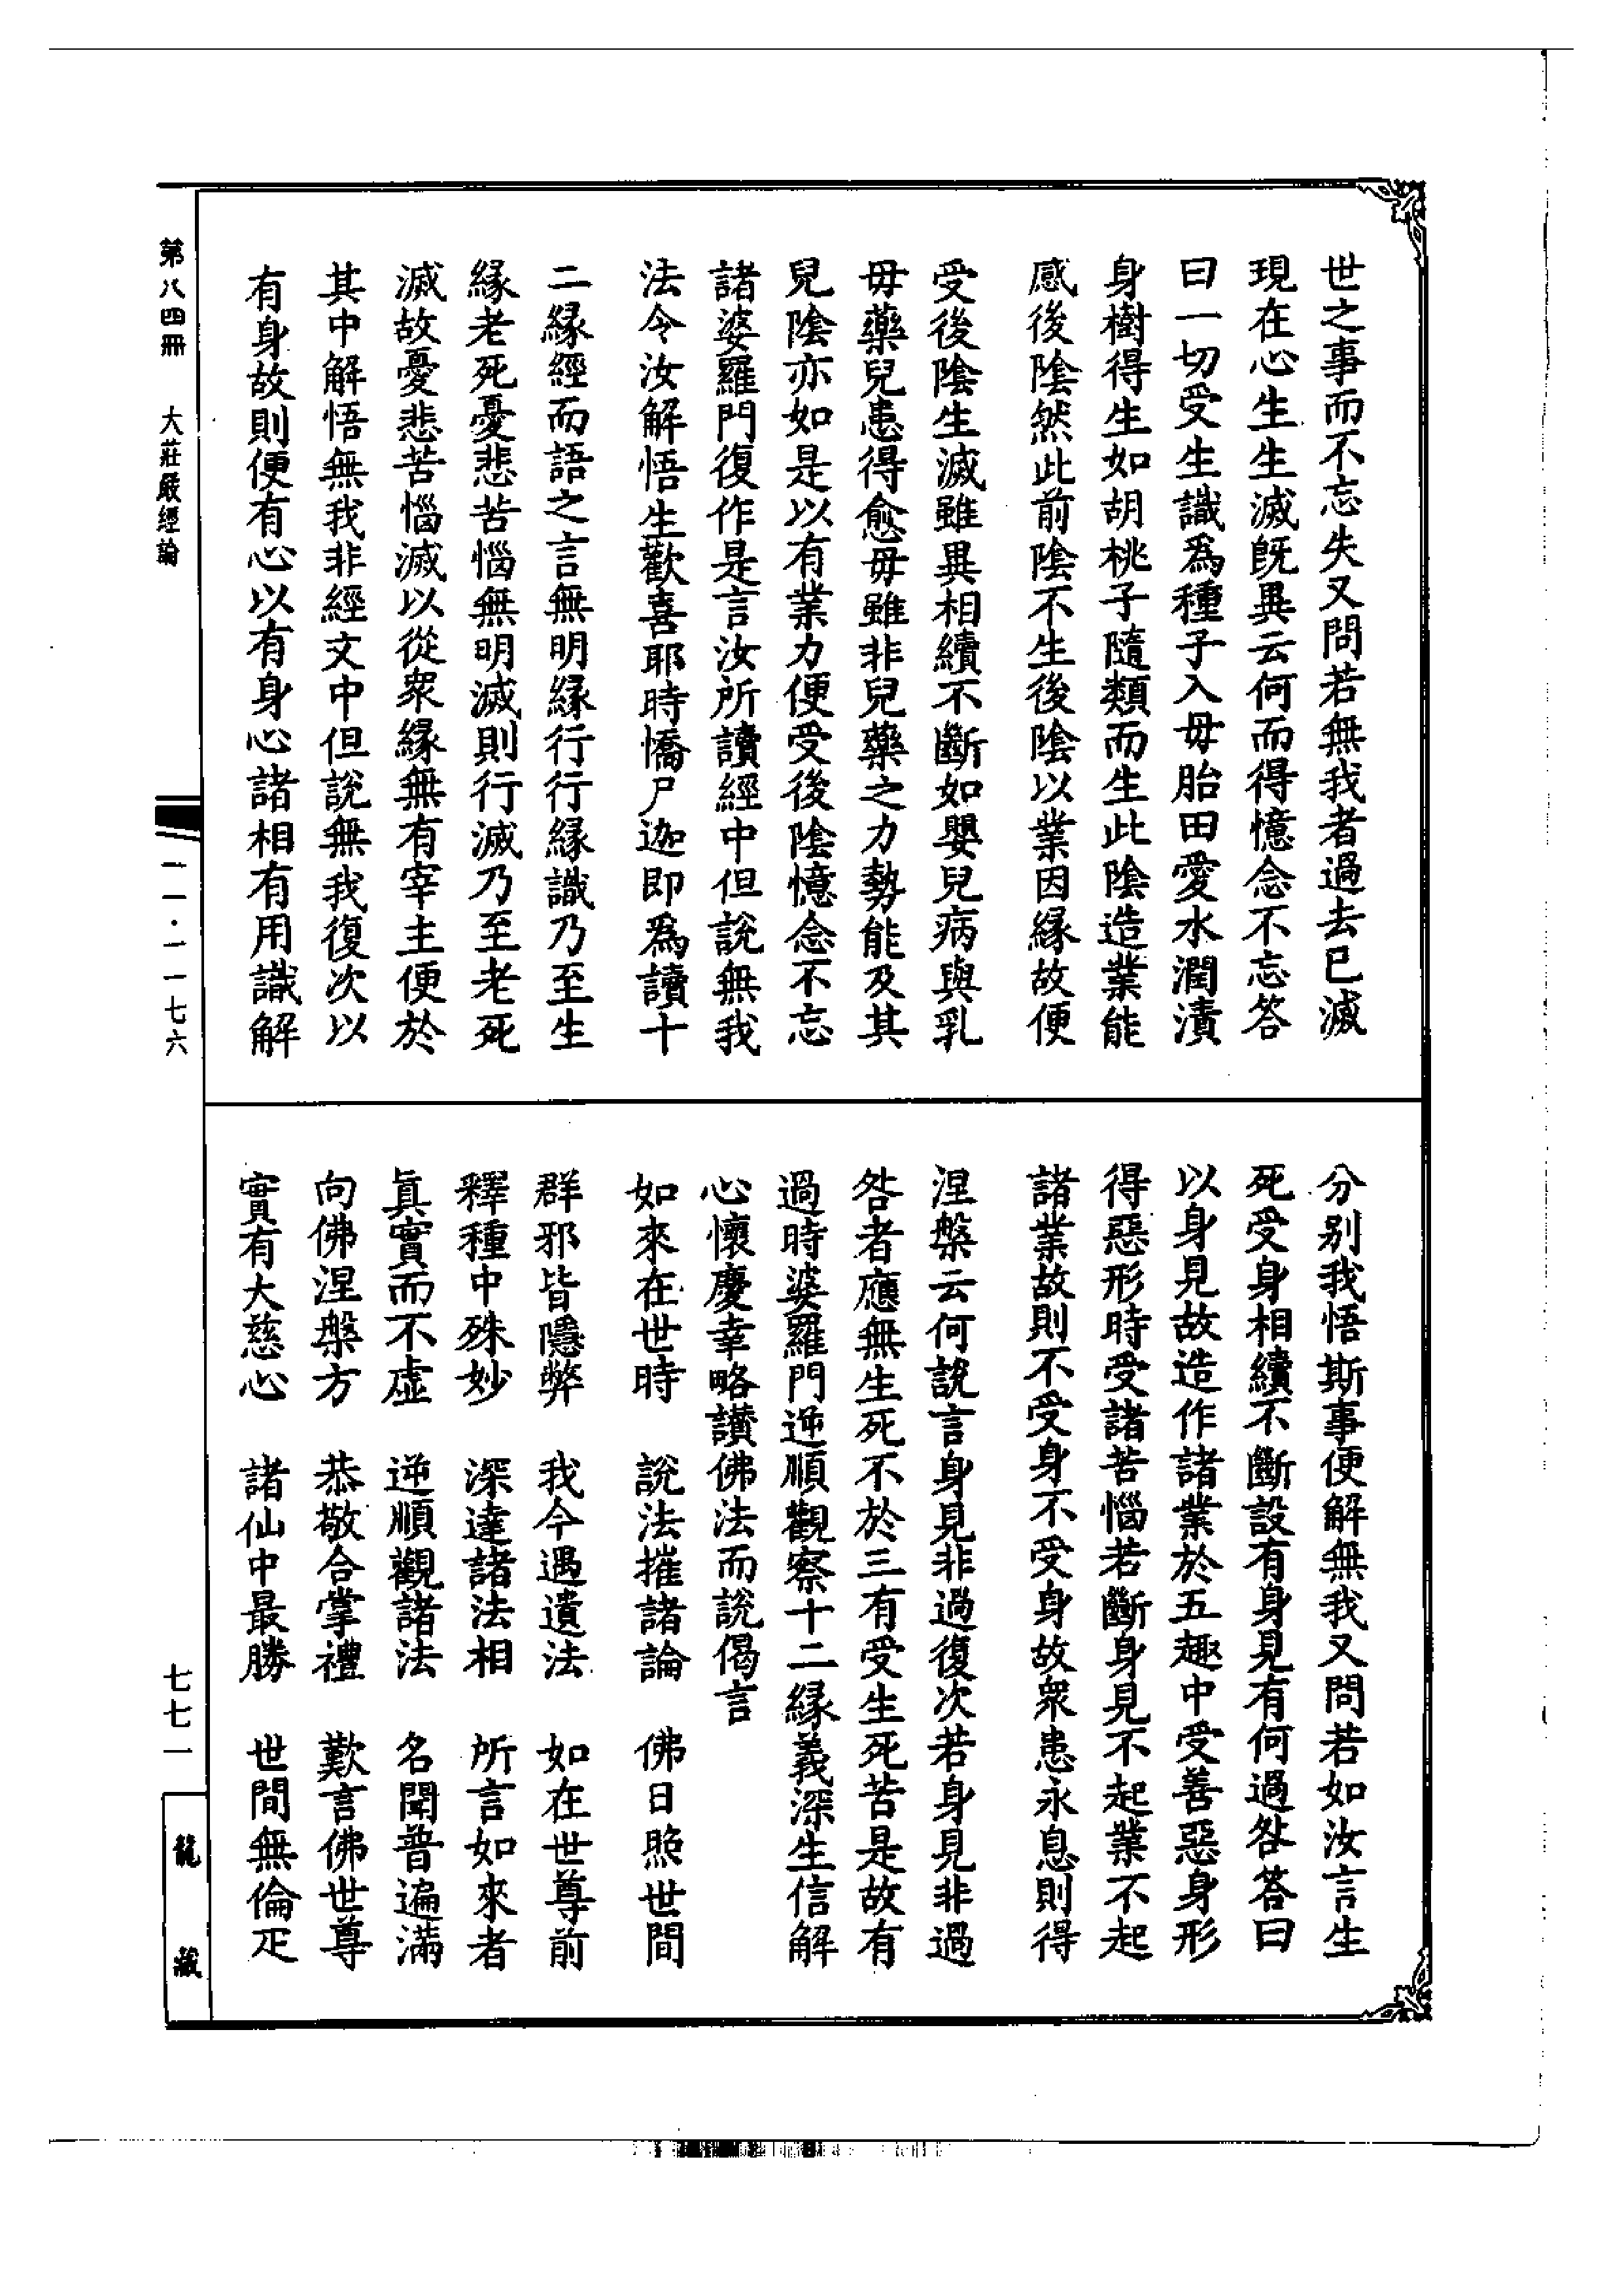 世之事而不忘失又問若無我者過去已滅
現在心生生滅既異云何而得憶念不忘答
曰一切受生識爲種子入毋胎田愛水潤漬
身樹得生如胡桃子隨類而生此陰造業能
感後陰然此前陰不生後陰以業因緣故便
受後陰生滅雖異相續不斷如嬰兒病與乳
毋藥兒患得愈毋雖非兒藥之力勢能及其
兒陰亦如是以有業力便受後陰憶念不忘
諸婆羅門復作是言汝所讀經中但說無我
法令汝解悟生歡喜耶時憍尸迦即爲讀十
二緣經而語之言無明緣行行緣識乃至生
緣老死憂悲苦惱無明滅則行滅乃至老死
滅故憂悲苦惱滅以從衆緣無有宰主便於
其中解悟無我非經文中但說無我復次以
有身故則便有心以有身心諸相有用識解
分別我悟斯事便解無我又問若如汝言生
死受身相續不斷設有身見有何過咎答曰
以身見故造作諸業於五趣中受善惡身形
得惡形時受諸苦惱若斷身見不起業不起
諸業故則不受身不受身故衆患永息則得
涅槃云何說言身見非過復次若身見非過
咎者應無生死不於三有受生死苦是故有
過時婆羅門逆順觀察十二緣義深生信解
心懷慶幸略讚佛法而說偈言
如來在世時　說法摧諸論　佛日照世間
群邪皆隱弊　我今遇遺法　如在世尊前
釋種中殊妙　深達諸法相　所言如來者
眞實而不虛　逆順觀諸法　名聞普遍滿
向佛涅槃方　恭敬合掌禮　歎言佛世尊
實有大慈心　諸仙中最勝　世間無倫疋
第八四冊　大莊嚴經論
一一·一一七六
七七一
龍藏